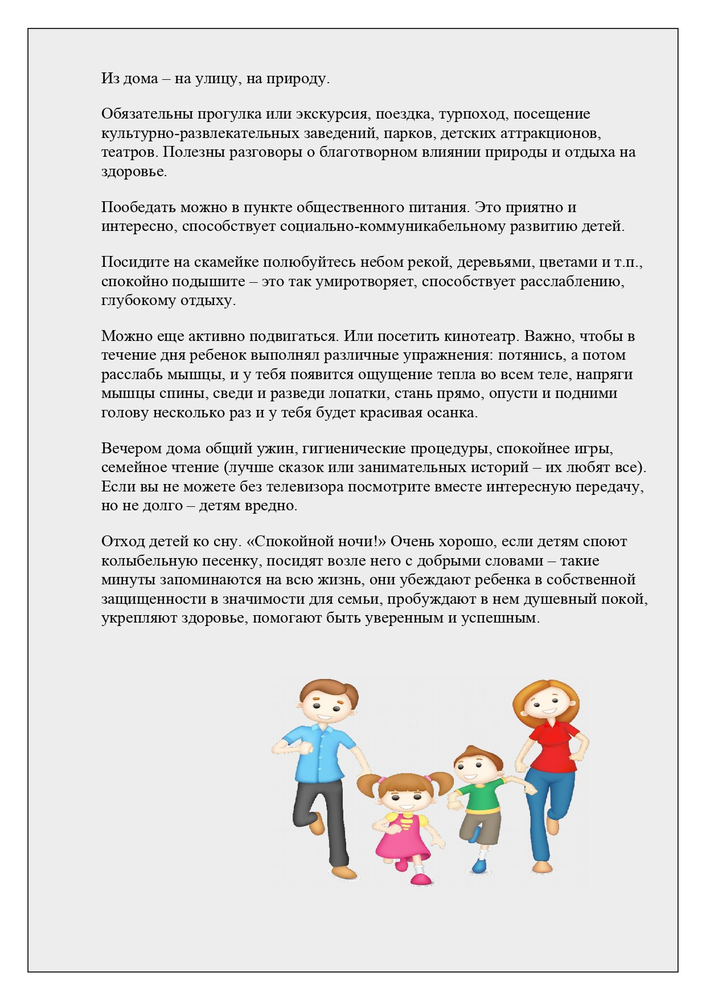 Из дома – на улицу, на природу.
Обязательны прогулка или экскурсия, поездка, турпоход, посещение
культурно-развлекательных заведений, парков, детских аттракционов,
театров. Полезны разговоры о благотворном влиянии природы и отдыха на
здоровье.
Пообедать можно в пункте общественного питания. Это приятно и
интересно, способствует социально-коммуникабельному развитию детей.
Посидите на скамейке полюбуйтесь небом рекой, деревьями, цветами и т.п.,
спокойно подышите – это так умиротворяет, способствует расслаблению,
глубокому отдыху.
Можно еще активно подвигаться. Или посетить кинотеатр. Важно, чтобы в
течение дня ребенок выполнял различные упражнения: потянись, а потом
расслабь мышцы, и у тебя появится ощущение тепла во всем теле, напряги
мышцы спины, сведи и разведи лопатки, стань прямо, опусти и подними
голову несколько раз и у тебя будет красивая осанка.
Вечером дома общий ужин, гигиенические процедуры, спокойнее игры,
семейное чтение (лучше сказок или занимательных историй – их любят все).
Если вы не можете без телевизора посмотрите вместе интересную передачу,
но не долго – детям вредно.
Отход детей ко сну. «Спокойной ночи!» Очень хорошо, если детям споют
колыбельную песенку, посидят возле него с добрыми словами – такие
минуты запоминаются на всю жизнь, они убеждают ребенка в собственной
защищенности в значимости для семьи, пробуждают в нем душевный покой,
укрепляют здоровье, помогают быть уверенным и успешным.